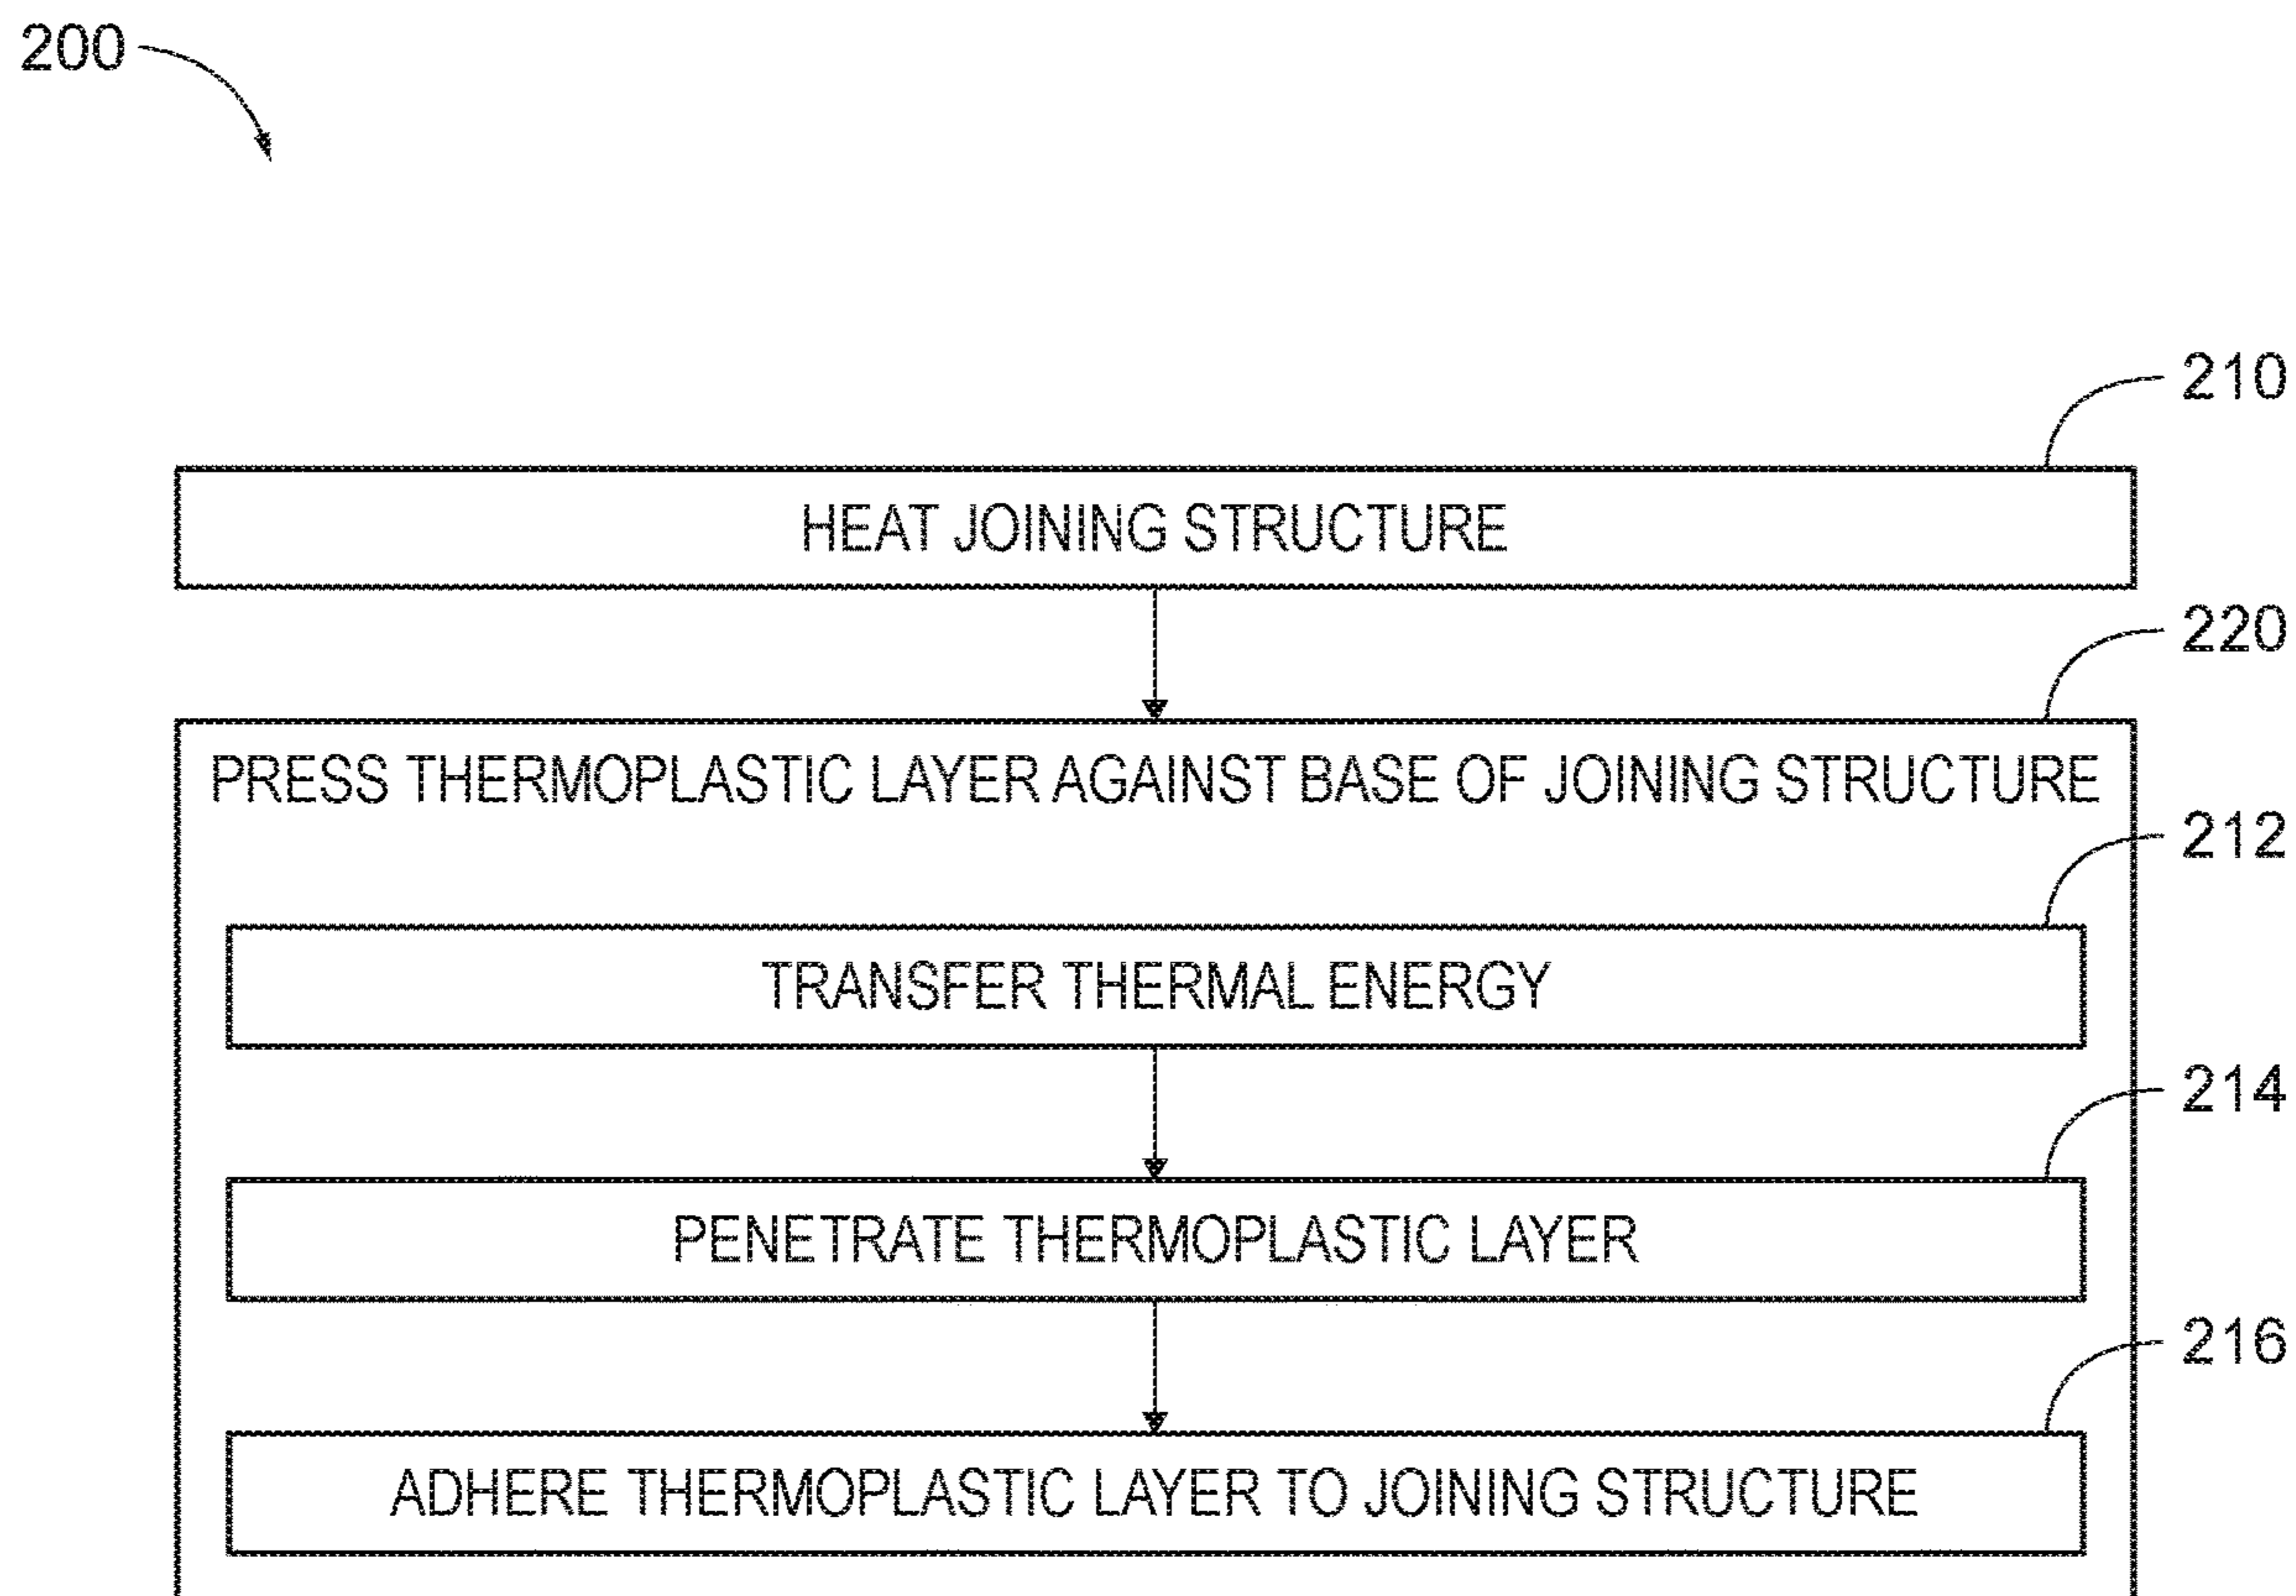 200
210
HEAT JOINING STRUCTURE
220
PRESS THERMOPLASTIC LAYER AGAINST BASE OF JOINING STRUCTURE
212
TRANSFER THERMAL ENERGY
214
PENETRATE THERMOPLASTIC LAYER
216
ADHERE THERMOPLASTIC LAYER TO JOINING STRUCTURE